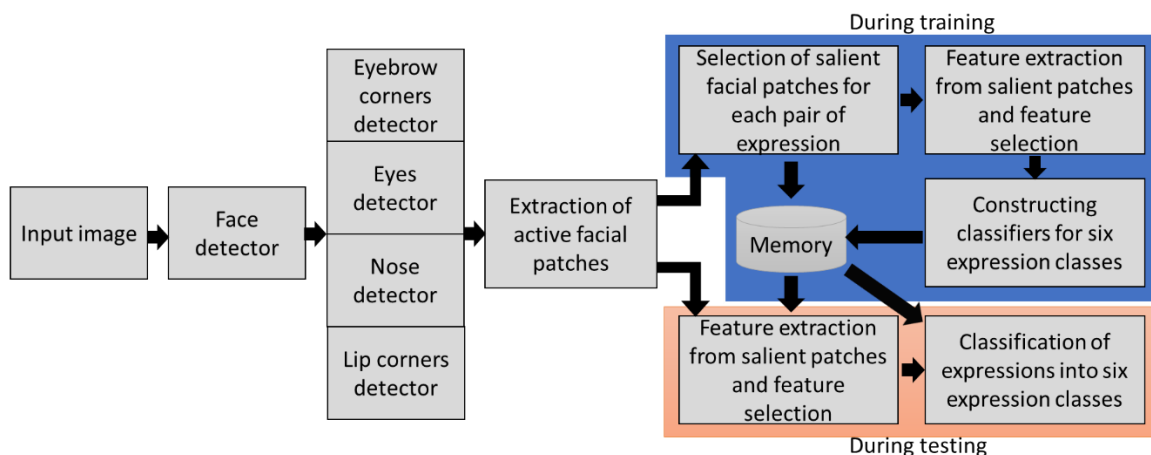 During training
Input image
Face
detector
Eyebrow
corners
detector
Eyes
detector
Nose
detector
Lip corners
detector
Extraction of
active facial
patches
Selection of salient
facial patches for
each pair of
expression
Feature extraction
from salient patches
and feature
selection
Memory
Constructing
classifiers for six
expression classes
Feature extraction
from salient patches
and feature
selection
Classification of
expressions into six
expression classes
During testing